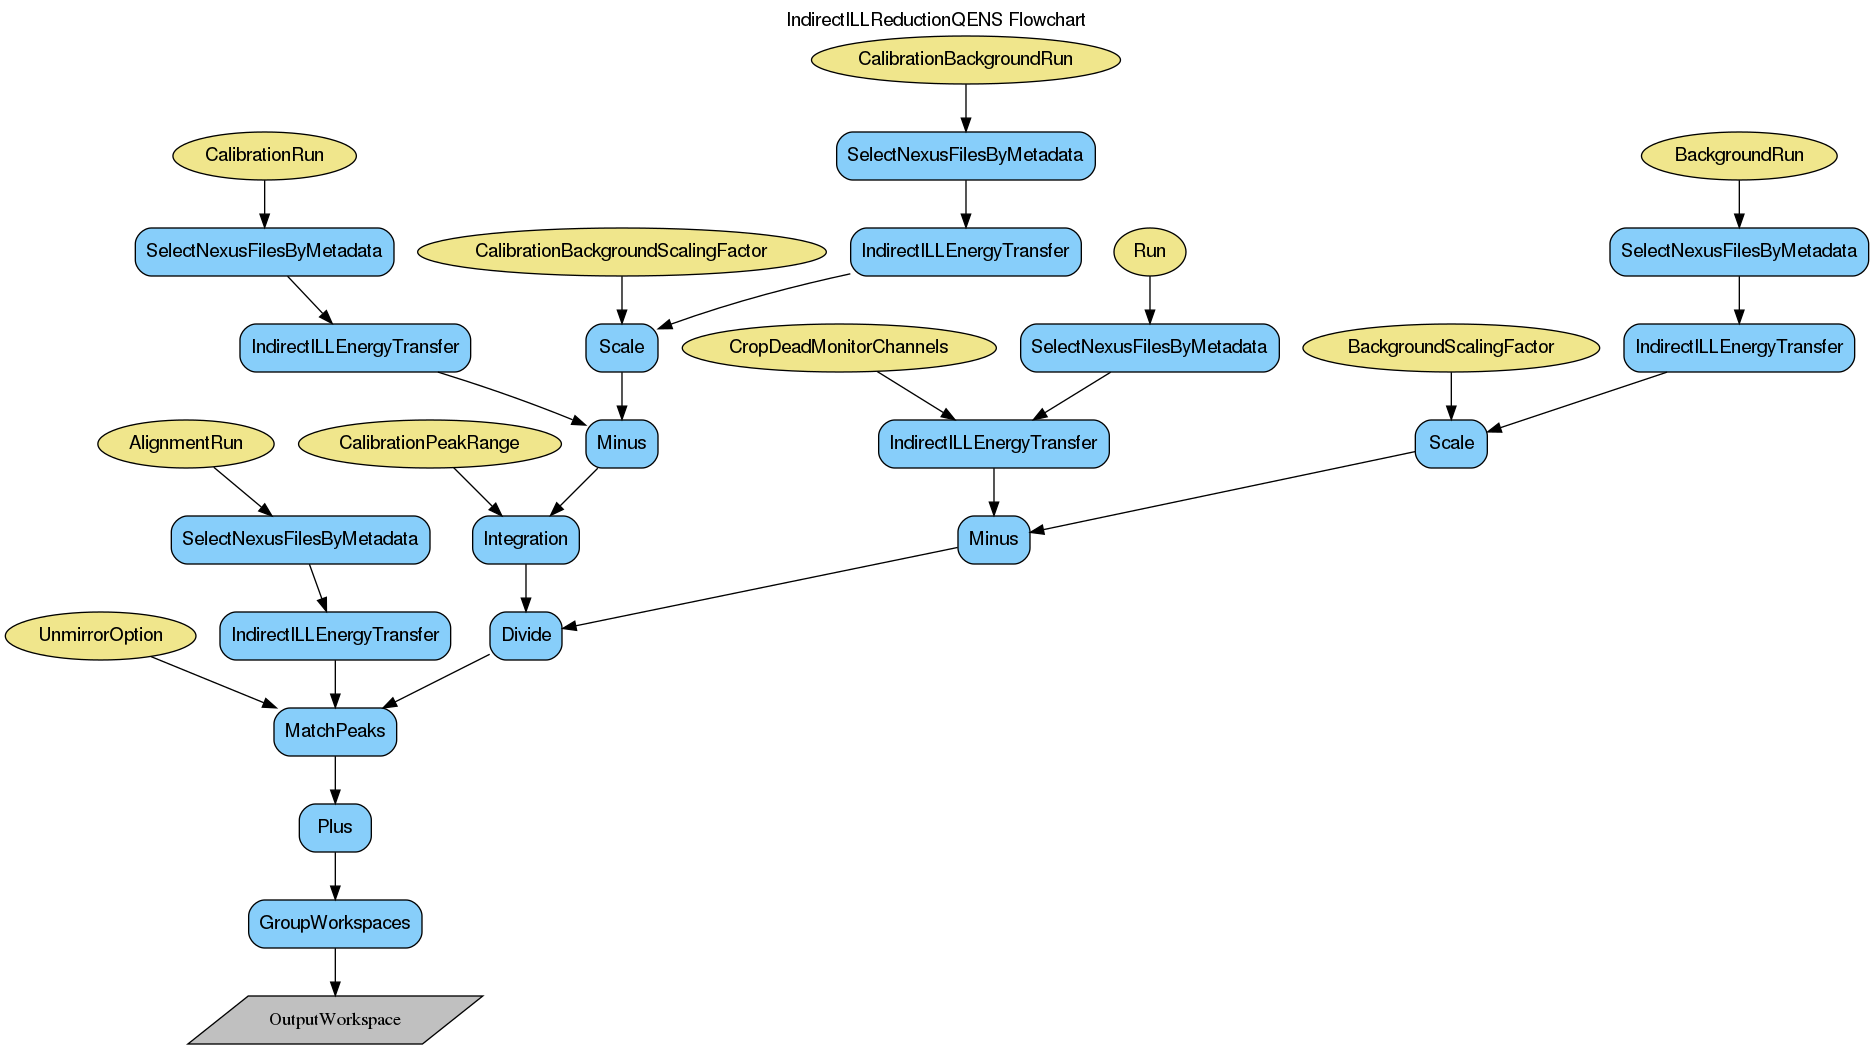 IndirectILLReductionQENS Flowchart
CalibrationBackgroundRun
CalibrationRun
SelectNexusFilesByMetadata
BackgroundRun
SelectNexusFilesByMetadata
CalibrationBackgroundScalingFactor
IndirectILLEnergyTransfer
Run
SelectNexusFilesByMetadata
IndirectILLEnergyTransfer
Scale
CropDeadMonitorChannels
SelectNexusFilesByMetadata
BackgroundScalingFactor
IndirectILLEnergyTransfer
AlignmentRun
CalibrationPeakRange
Minus
IndirectILLEnergyTransfer
Scale
SelectNexusFilesByMetadata
Integration
Minus
UnmirrorOption
IndirectILLEnergyTransfer
Divide
MatchPeaks
Plus
GroupWorkspaces
OutputWorkspace